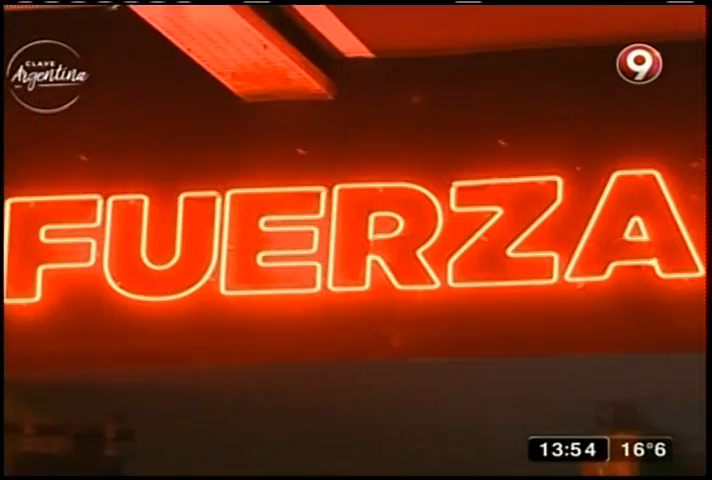 CLAVE
Argentina
9
FUERZA
13:54 16°6